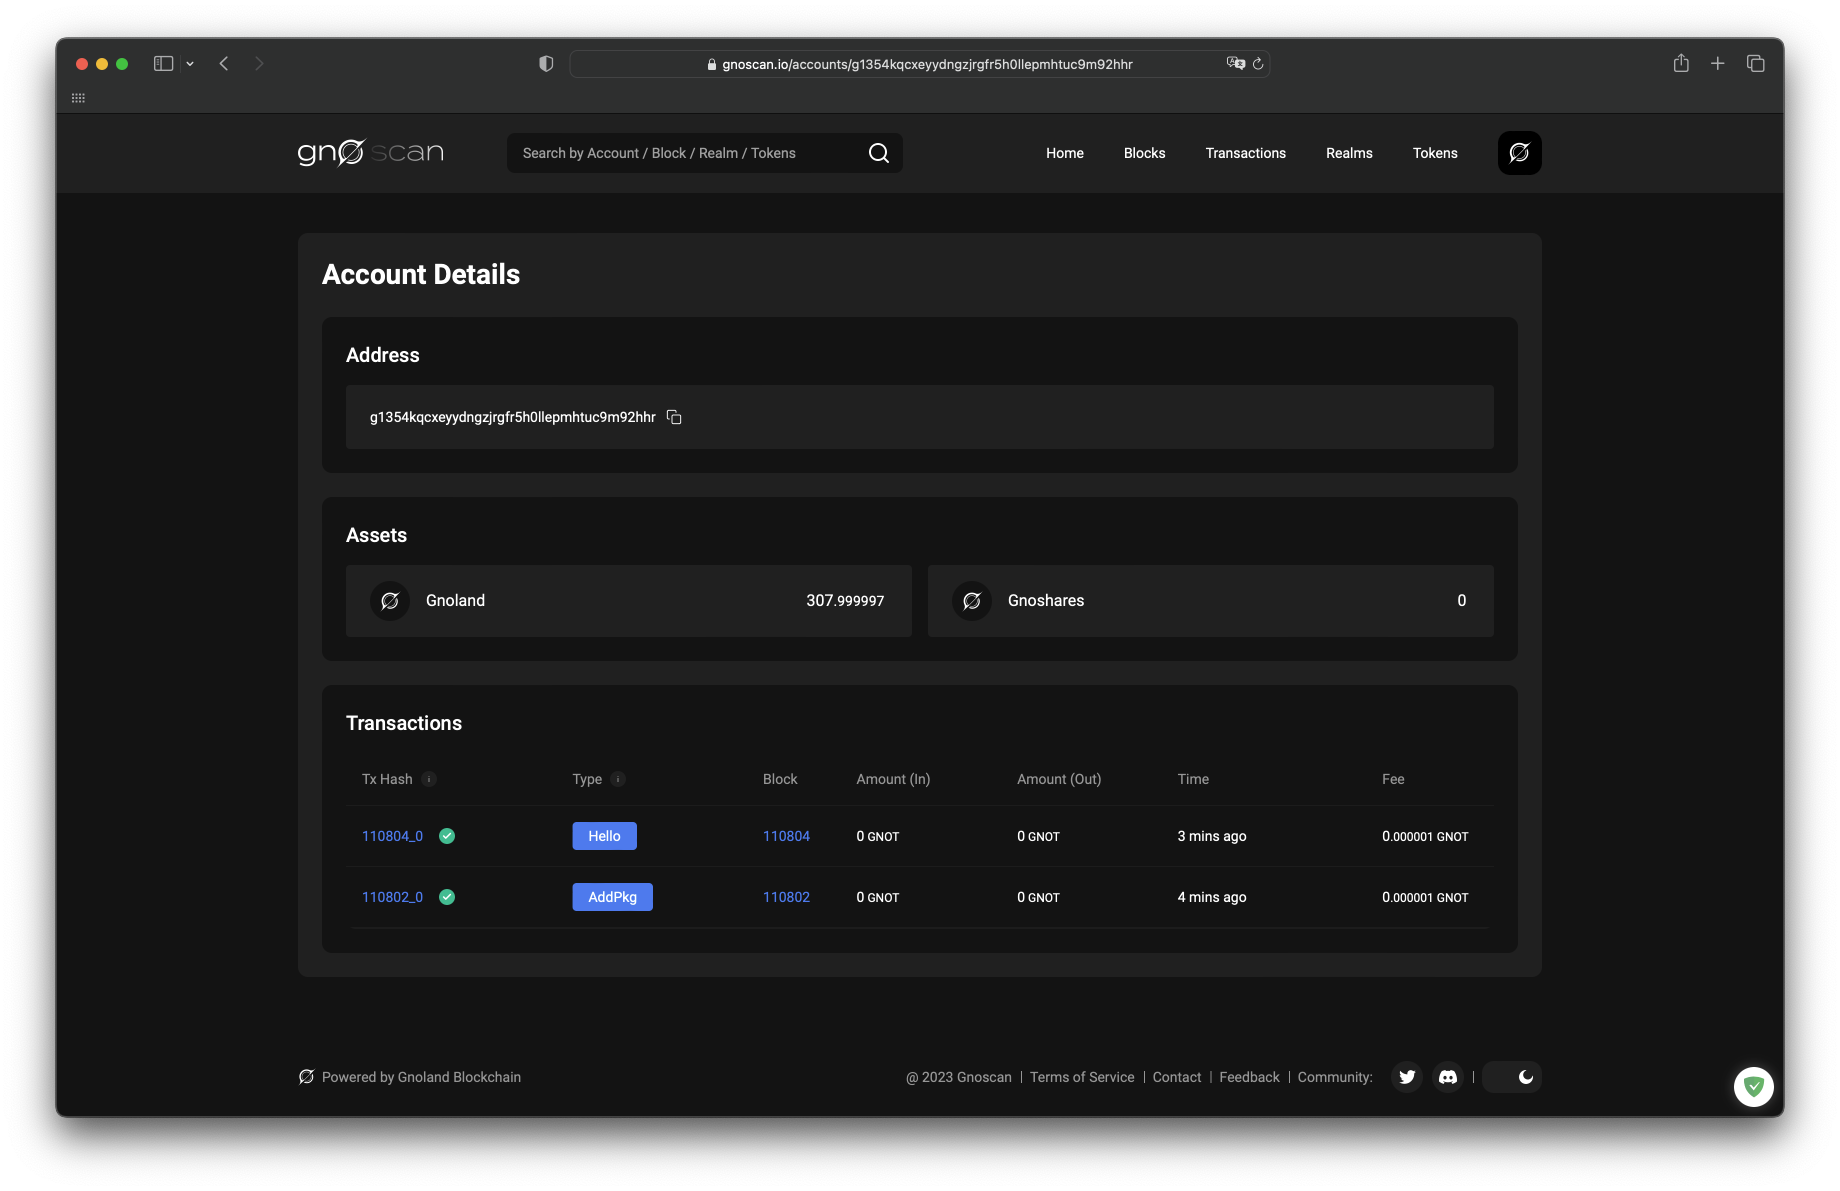 gnoscan.io/accounts/g1354kqcxeyydngzjrgfr5h0llepmhtuc9m92hhr
gnoscan
Search by Account / Block / Realm / Tokens
Home Blocks Transactions Realms Tokens
Account Details
Address
g1354kqcxeyydngzjrgfr5h0llepmhtuc9m92hhr
Assets
Gnoland 307.999997 Gnoshares 0
Transactions
Tx Hash Type Block Amount (In) Amount (Out) Time Fee
110804_0 Hello 110804 0 GNOT 0 GNOT 3 mins ago 0.000001 GNOT
110802_0 AddPkg 110802 0 GNOT 0 GNOT 4 mins ago 0.000001 GNOT
Powered by Gnoland Blockchain @ 2023 Gnoscan | Terms of Service | Contact | Feedback | Community: |